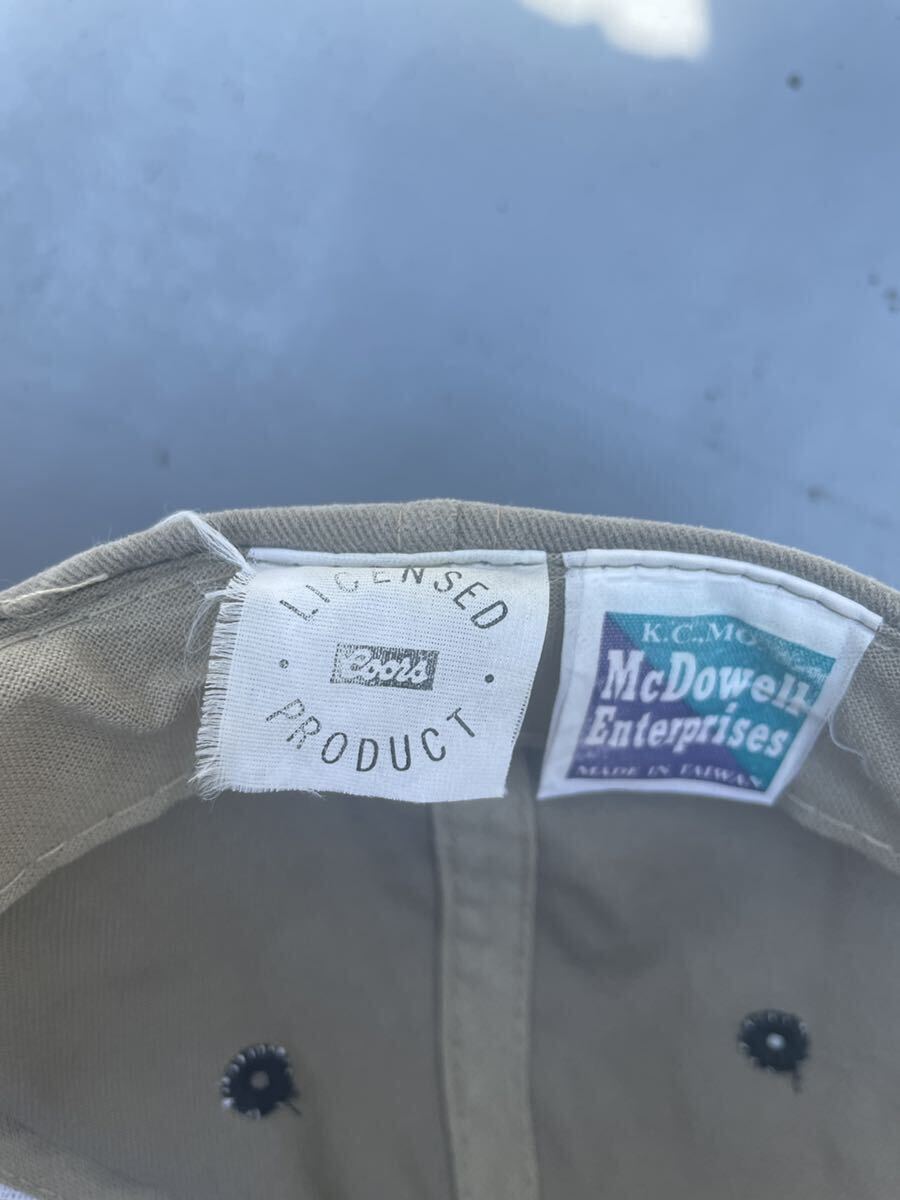 LICENSED
Coors
PRODUCT
K.C., MO
McDowell
Enterprises
MADE IN TAIWAN